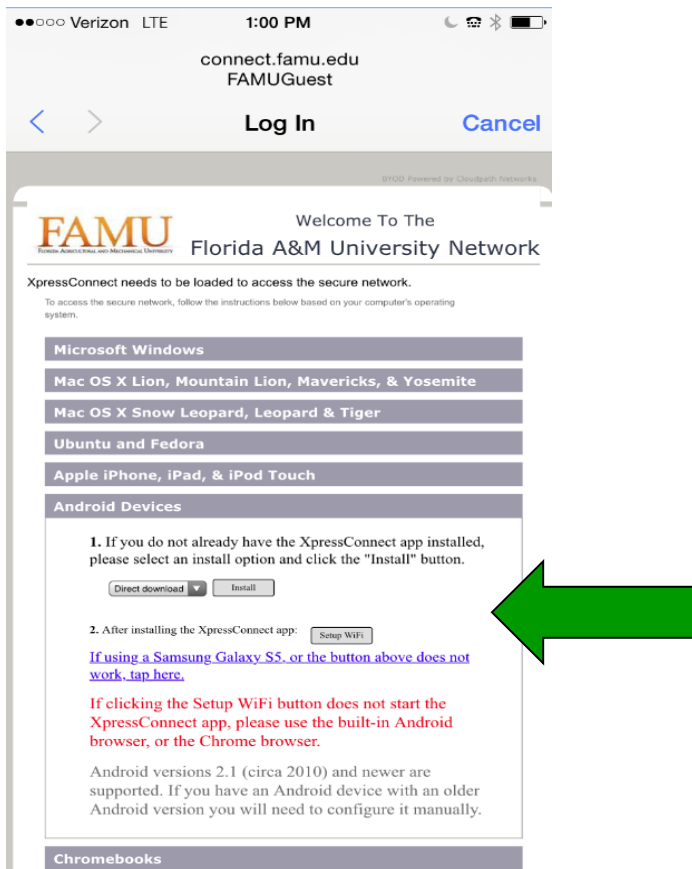 Verizon LTE 1:00 PM
connect.famu.edu
FAMUGuest
< > Log In Cancel
BYOD Powered by Cloudpath Networks
FAMU
FLORIDA AGRICULTURAL AND MECHANICAL UNIVERSITY
Welcome To The
Florida A&M University Network
XpressConnect needs to be loaded to access the secure network.
To access the secure network, follow the instructions below based on your computer's operating
system.
Microsoft Windows
Mac OS X Lion, Mountain Lion, Mavericks, & Yosemite
Mac OS X Snow Leopard, Leopard & Tiger
Ubuntu and Fedora
Apple iPhone, iPad, & iPod Touch
Android Devices
1. If you do not already have the XpressConnect app installed,
please select an install option and click the "Install" button.
Direct download Install
2. After installing the XpressConnect app: Setup WiFi
If using a Samsung Galaxy S5, or the button above does not
work, tap here.
If clicking the Setup WiFi button does not start the
XpressConnect app, please use the built-in Android
browser, or the Chrome browser.
Android versions 2.1 (circa 2010) and newer are
supported. If you have an Android device with an older
Android version you will need to configure it manually.
Chromebooks